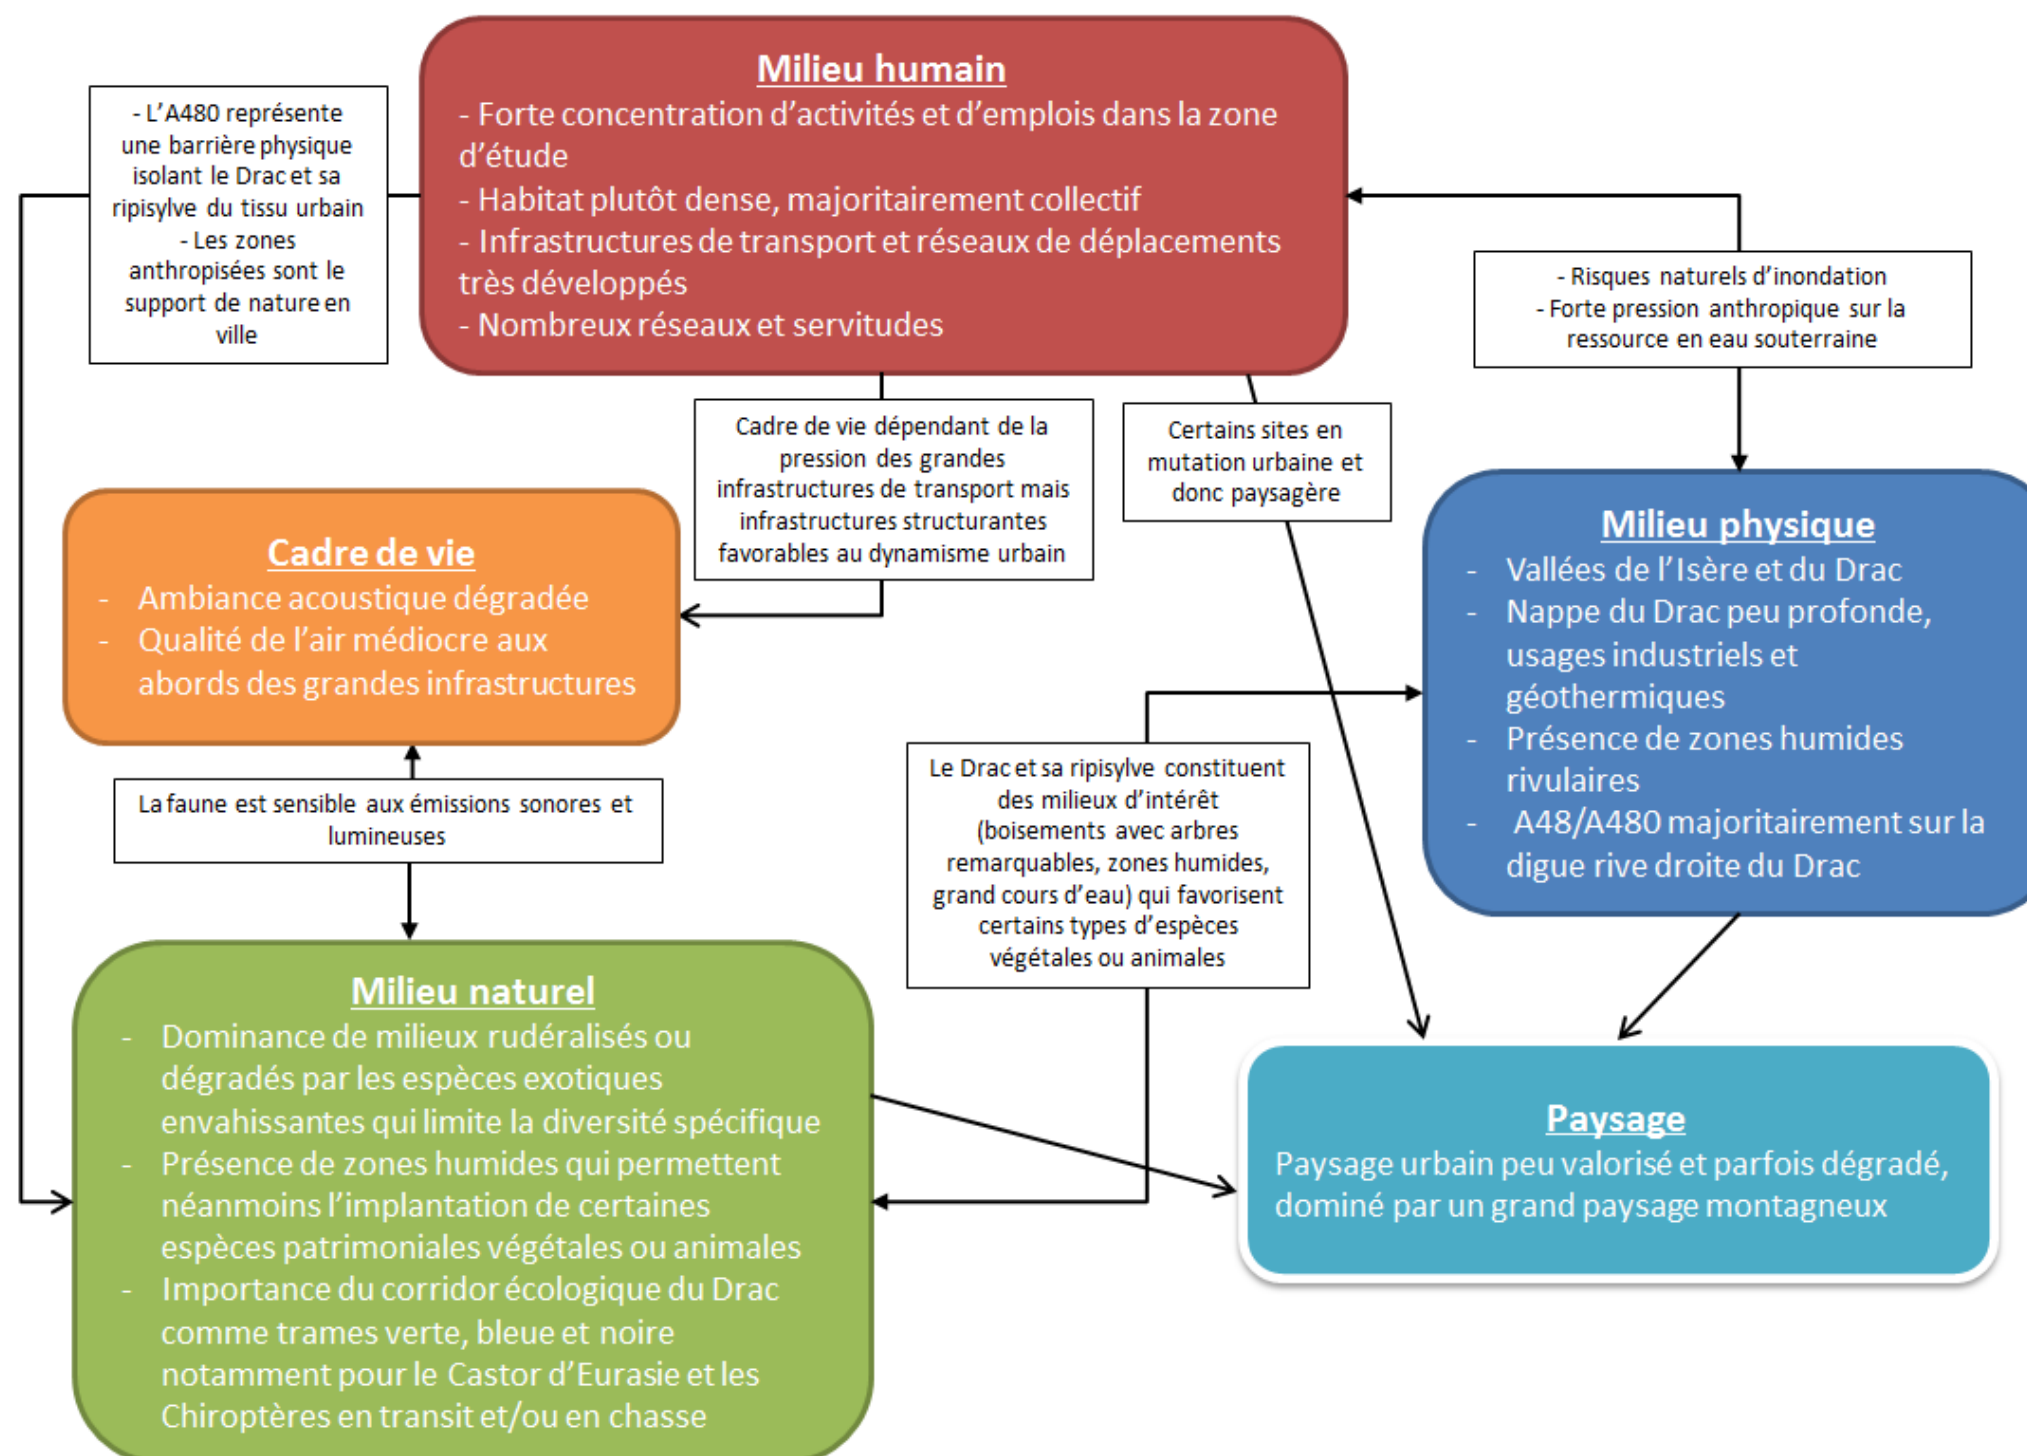 Milieu humain
- Forte concentration d’activités et d’emplois dans la zone
d’étude
- Habitat plutôt dense, majoritairement collectif
- Infrastructures de transport et réseaux de déplacements
très développés
- Nombreux réseaux et servitudes
- L’A480 représente
une barrière physique
isolant le Drac et sa
ripisylve du tissu urbain
- Les zones
anthropisées sont le
support de nature en
ville
- Risques naturels d’inondation
- Forte pression anthropique sur la
ressource en eau souterraine
Cadre de vie dépendant de la
pression des grandes
infrastructures de transport mais
infrastructures structurantes
favorables au dynamisme urbain
Certains sites en
mutation urbaine et
donc paysagère
Cadre de vie
- Ambiance acoustique dégradée
- Qualité de l’air médiocre aux
abords des grandes infrastructures
Milieu physique
- Vallées de l’Isère et du Drac
- Nappe du Drac peu profonde,
usages industriels et
géothermiques
- Présence de zones humides
rivulaires
- A48/A480 majoritairement sur la
digue rive droite du Drac
La faune est sensible aux émissions sonores et
lumineuses
Le Drac et sa ripisylve constituent
des milieux d’intérêt
(boisements avec arbres
remarquables, zones humides,
grand cours d’eau) qui favorisent
certains types d’espèces
végétales ou animales
Milieu naturel
- Dominance de milieux rudéralisés ou
dégradés par les espèces exotiques
envahissantes qui limite la diversité spécifique
- Présence de zones humides qui permettent
néanmoins l’implantation de certaines
espèces patrimoniales végétales ou animales
- Importance du corridor écologique du Drac
comme trames verte, bleue et noire
notamment pour le Castor d’Eurasie et les
Chiroptères en transit et/ou en chasse
Paysage
Paysage urbain peu valorisé et parfois dégradé,
dominé par un grand paysage montagneux